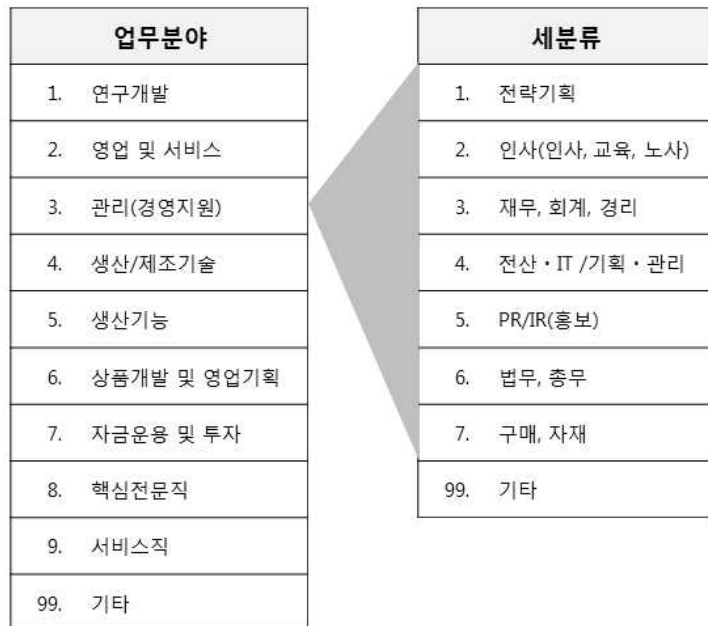 업무분야
1. 연구개발
2. 영업 및 서비스
3. 관리(경영지원)
4. 생산/제조기술
5. 생산기능
6. 상품개발 및 영업기획
7. 자금운용 및 투자
8. 핵심전문직
9. 서비스직
99. 기타
세분류
1. 전략기획
2. 인사(인사, 교육, 노사)
3. 재무, 회계, 경리
4. 전산・IT /기획・관리
5. PR/IR(홍보)
6. 법무, 총무
7. 구매, 자재
99. 기타